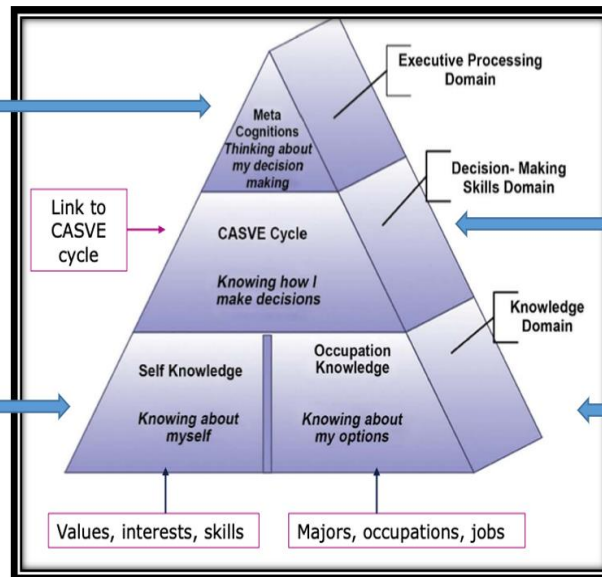 Executive Processing
Domain
Meta
Cognitions
Thinking about
my decision
making
Decision- Making
Skills Domain
Link to
CASVE
cycle
CASVE Cycle
Knowing how I
make decisions
Knowledge
Domain
Self Knowledge
Knowing about
myself
Occupation
Knowledge
Knowing about
my options
Values, interests, skills
Majors, occupations, jobs